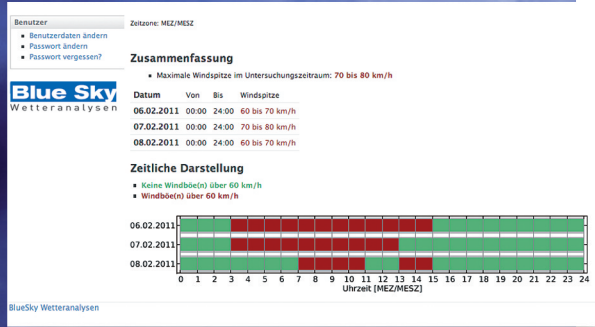 Benutzer
Benutzerdaten ändern
Passwort ändern
Passwort vergessen?
Blue Sky
Wetteranalysen
Zeitzone: MEZ/MESZ
Zusammenfassung
Maximale Windspitze im Untersuchungszeitraum: 70 bis 80 km/h
Datum Von Bis Windspitze
06.02.2011 00:00 24:00 60 bis 70 km/h
07.02.2011 00:00 24:00 70 bis 80 km/h
08.02.2011 00:00 24:00 60 bis 70 km/h
Zeitliche Darstellung
Keine Windböe(n) über 60 km/h
Windböe(n) über 60 km/h
06.02.2011
07.02.2011
08.02.2011
0 1 2 3 4 5 6 7 8 9 10 11 12 13 14 15 16 17 18 19 20 21 22 23 24
Uhrzeit [MEZ/MESZ]
BlueSky Wetteranalysen